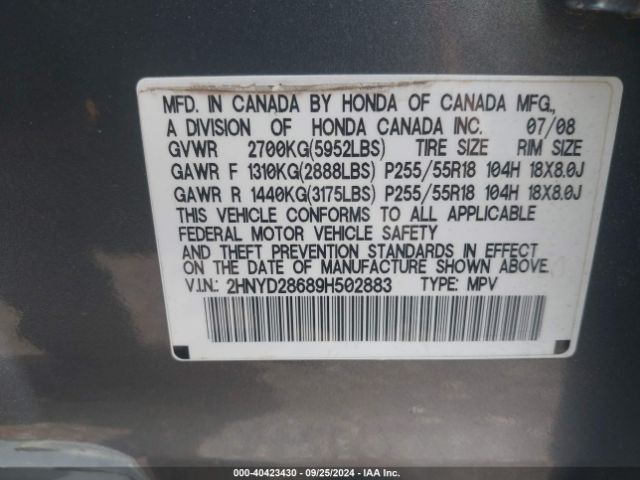 MFD. IN CANADA BY HONDA OF CANADA MFG.,
A DIVISION OF HONDA CANADA INC. 07/08
GVWR 2700KG(5952LBS) TIRE SIZE RIM SIZE
GAWR F 1310KG(2888LBS) P255/55R18 104H 18X8.0J
GAWR R 1440KG(3175LBS) P255/55R18 104H 18X8.0J
THIS VEHICLE CONFORMS TO ALL APPLICABLE
FEDERAL MOTOR VEHICLE SAFETY
AND THEFT PREVENTION STANDARDS IN EFFECT
ON THE DATE OF MANUFACTURE SHOWN ABOVE.
V.I.N.: 2HNYD28689H502883 TYPE: MPV
000-40423430 - 09/25/2024 - IAA Inc.